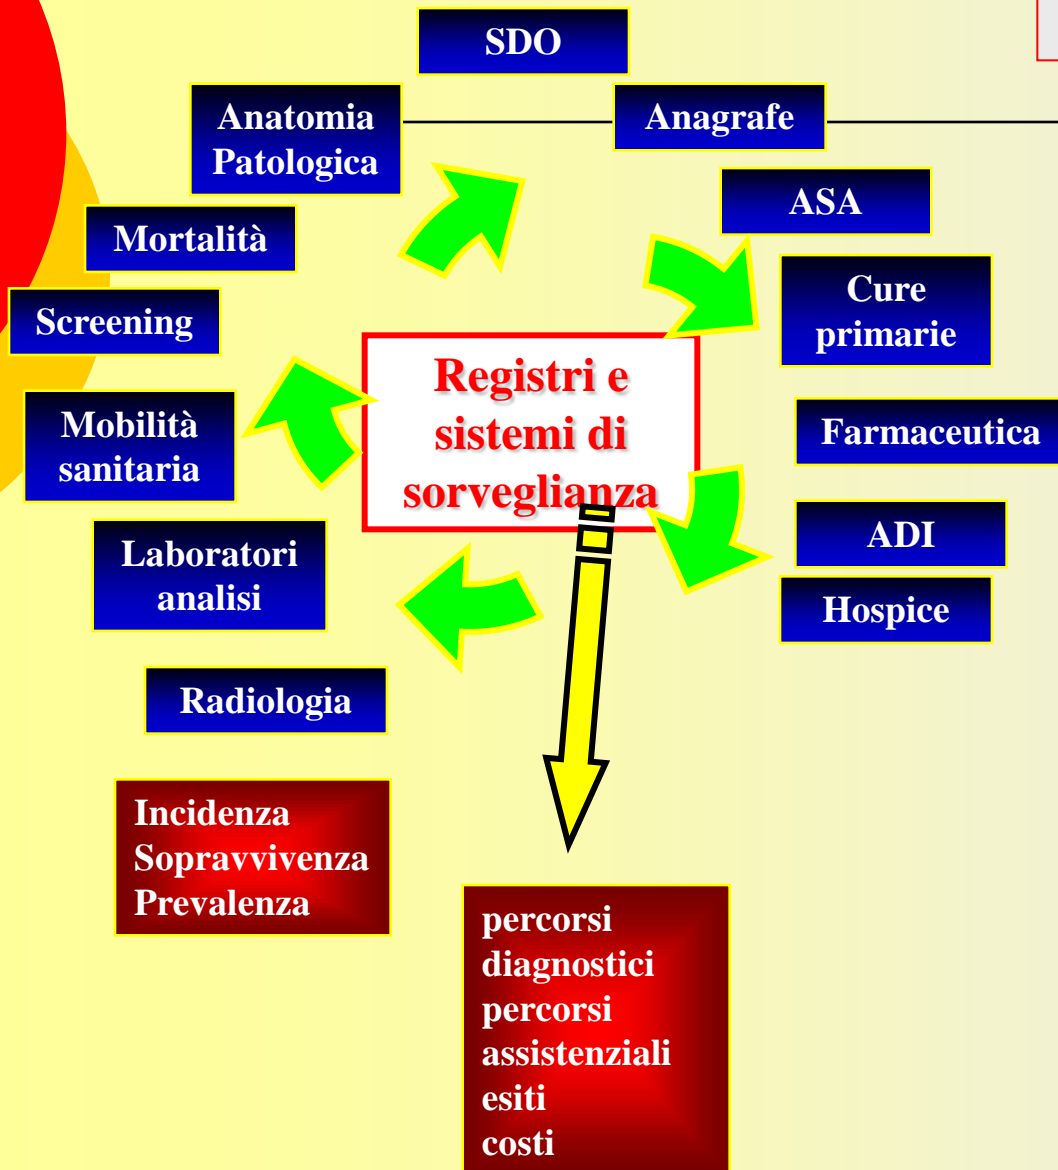 SDO
Anatomia
Patologica
Anagrafe
ASA
Mortalità
Cure
primarie
Screening
Registri e
sistemi di
sorveglianza
Mobilità
sanitaria
Farmaceutica
Laboratori
analisi
ADI
Hospice
Radiologia
Incidenza
Sopravvivenza
Prevalenza
percorsi
diagnostici
percorsi
assistenziali
esiti
costi